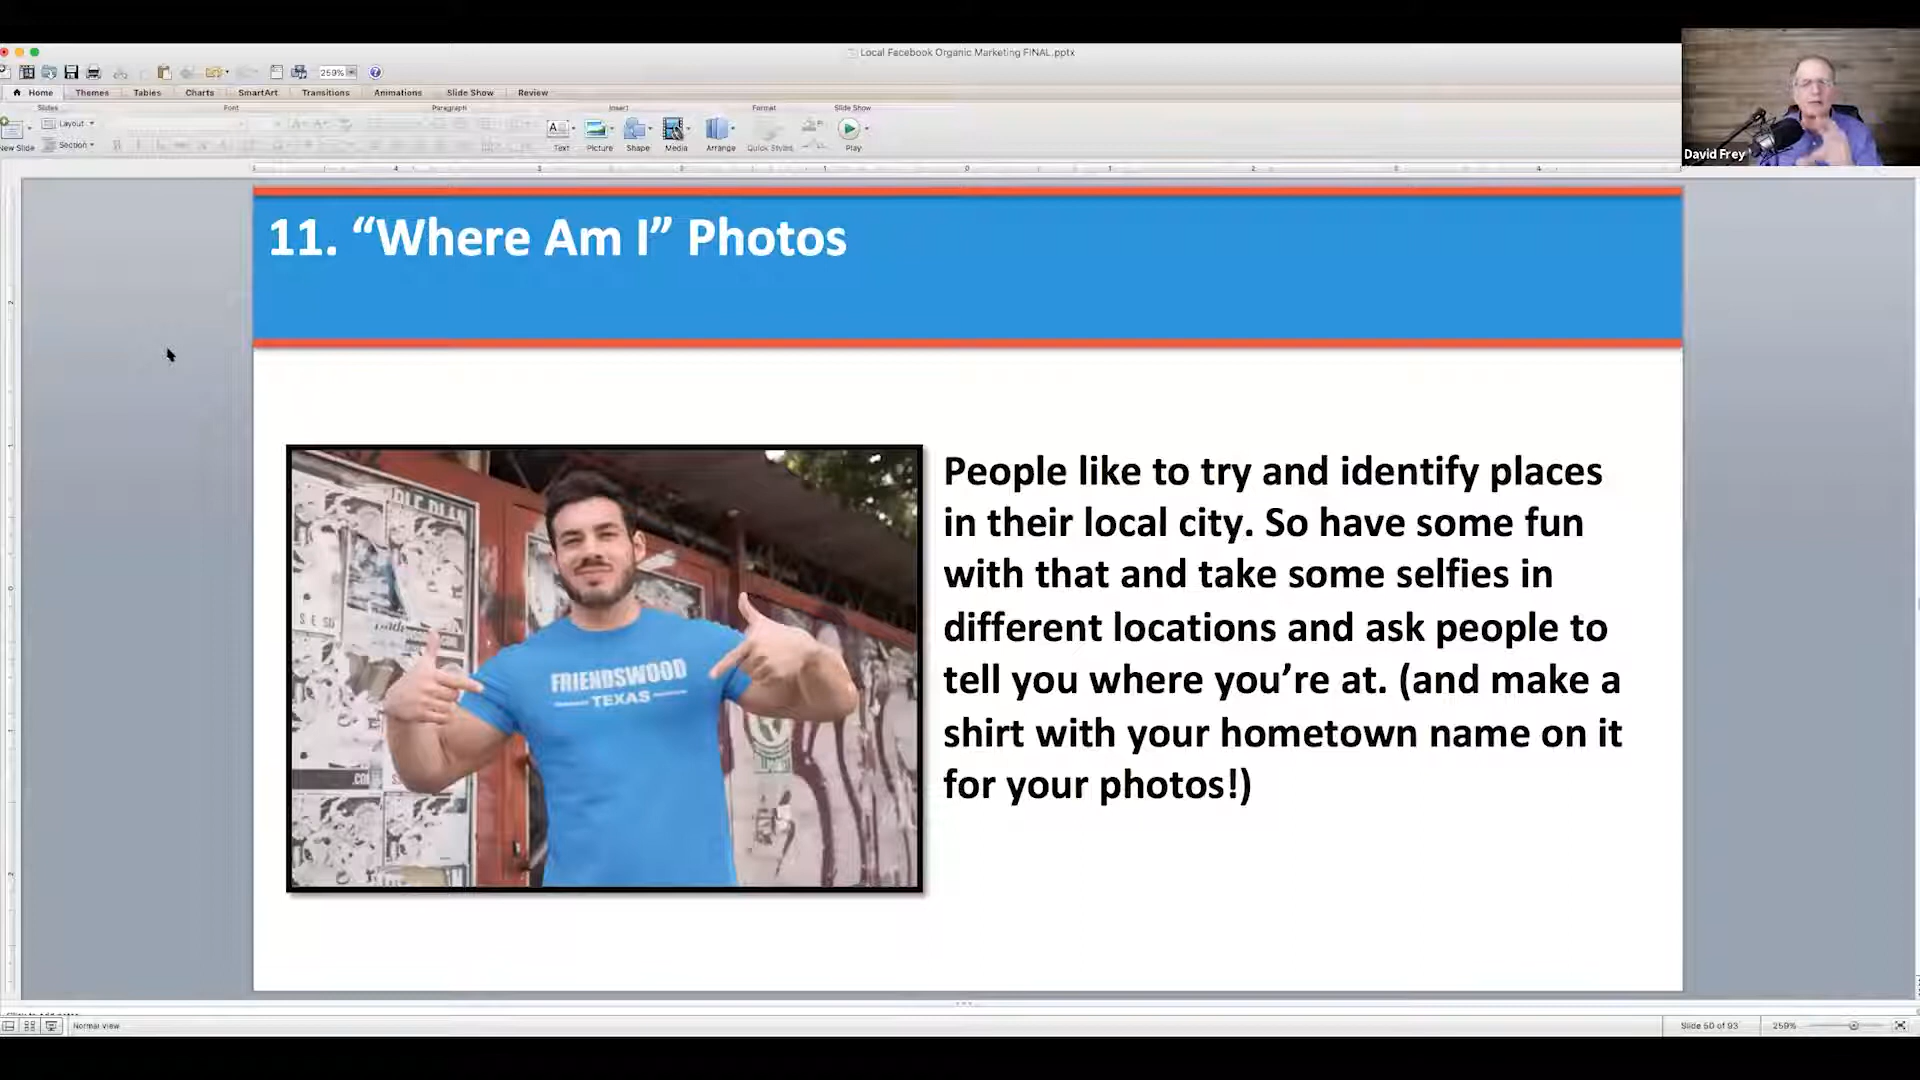 Local Facebook Organic Marketing FINAL.pptx
259%
Home Themes Tables Charts SmartArt Transitions Animations Slide Show Review
Slides Font Paragraph Insert Format Slide Show
Layout
New Slide Section
Text Picture Shape Media Arrange Quick Styles Play
David Frey
11. “Where Am I” Photos
FRIENDSWOOD
TEXAS
People like to try and identify places
in their local city. So have some fun
with that and take some selfies in
different locations and ask people to
tell you where you’re at. (and make a
shirt with your hometown name on it
for your photos!)
Normal View
Slide 50 of 93
259%